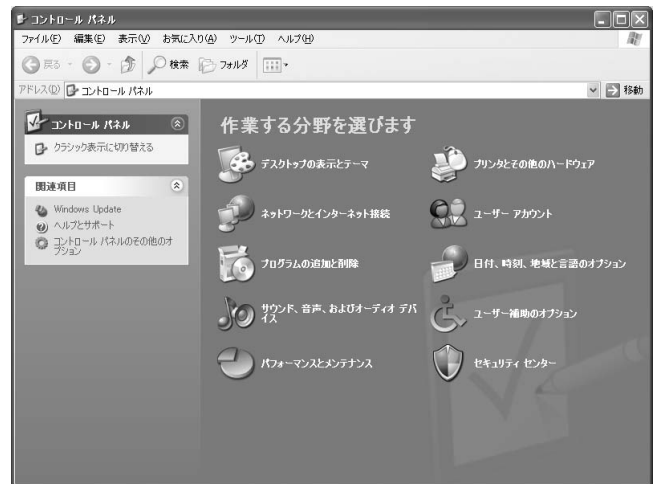 コントロール パネル
ファイル(F) 編集(E) 表示(V) お気に入り(A) ツール(T) ヘルプ(H)
戻る 検索 フォルダ
アドレス(D) コントロール パネル 移動
コントロール パネル
クラシック表示に切り替える
関連項目
Windows Update
ヘルプとサポート
コントロール パネルのその他のオ
プション
作業する分野を選びます
デスクトップの表示とテーマ
プリンタとその他のハードウェア
ネットワークとインターネット接続
ユーザー アカウント
プログラムの追加と削除
日付、時刻、地域と言語のオプション
サウンド、音声、およびオーディオ デバ
イス
ユーザー補助のオプション
パフォーマンスとメンテナンス
セキュリティ センター